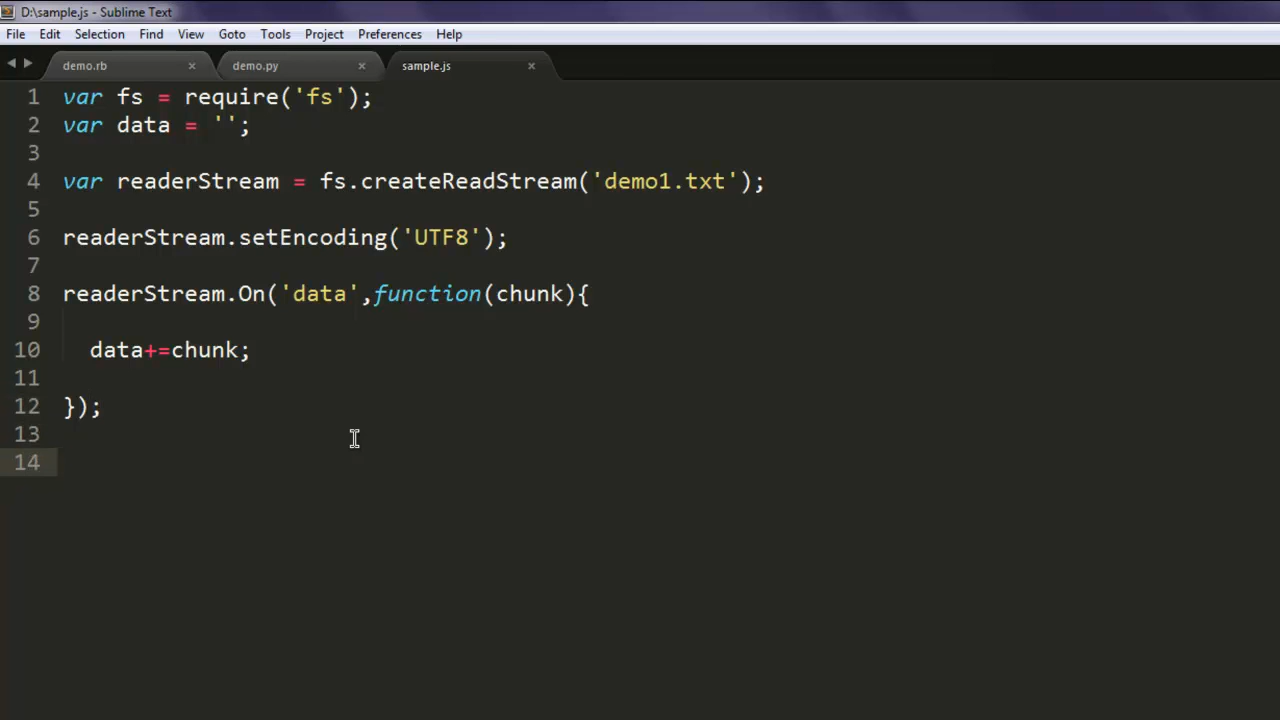 D:\sample.js - Sublime Text
File Edit Selection Find View Goto Tools Project Preferences Help
demo.rb × demo.py × sample.js ×
1 var fs = require('fs');
2 var data = '';
3
4 var readerStream = fs.createReadStream('demo1.txt');
5
6 readerStream.setEncoding('UTF8');
7
8 readerStream.On('data',function(chunk){
9
10 data+=chunk;
11
12 });
13
14